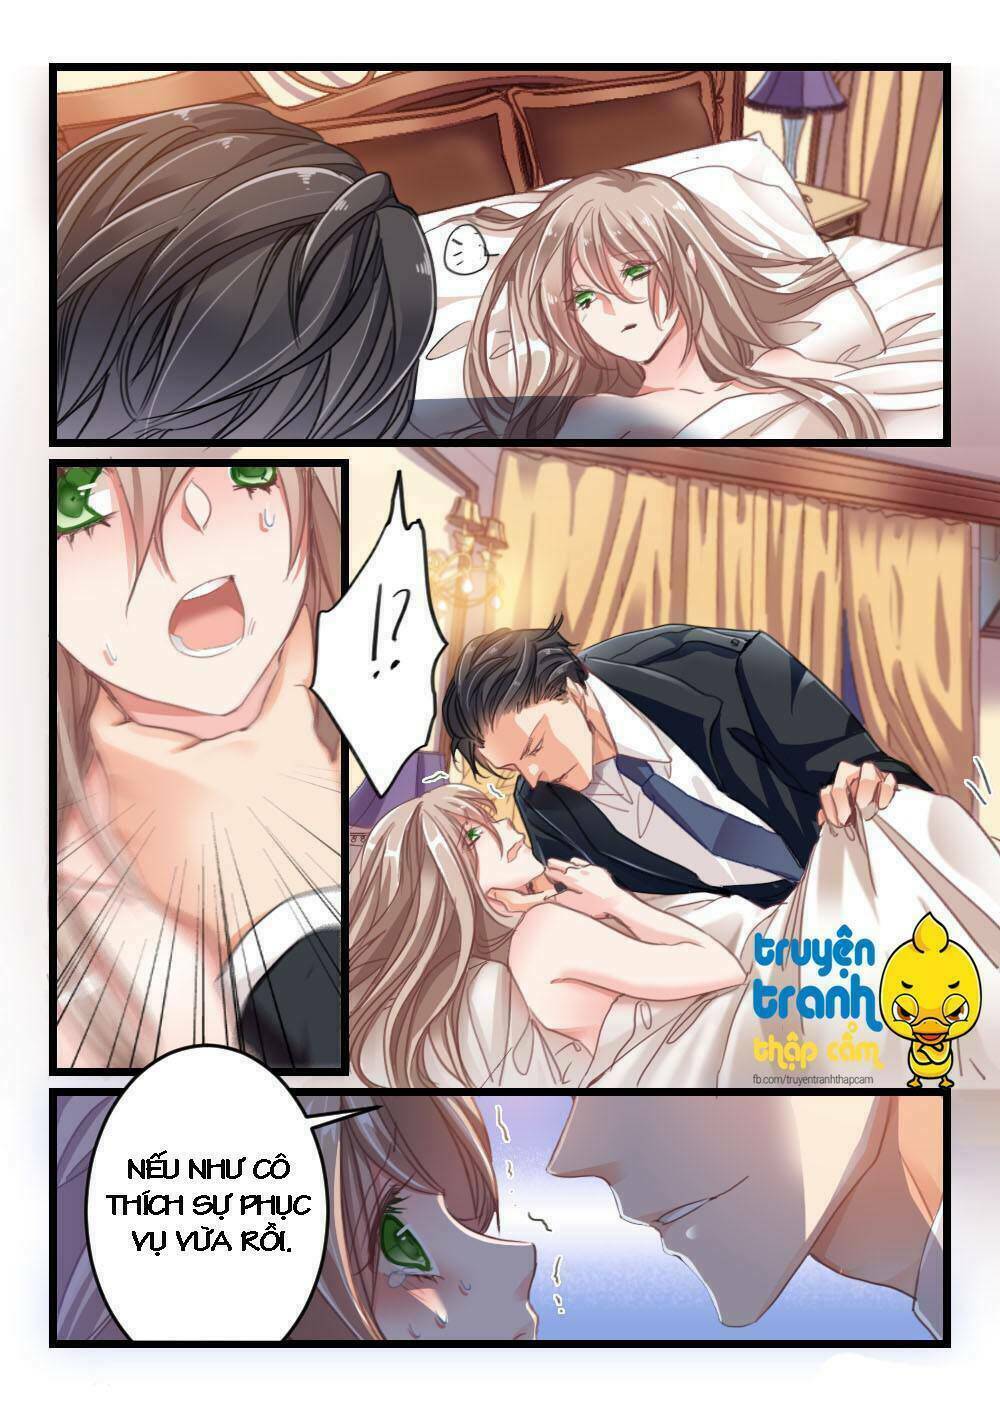 !?
truyện
tranh
thập cẩm
fb.com/truyentranhthapcam
NẾU NHƯ CÔ
THÍCH SỰ PHỤC
VỤ VỪA RỒI.